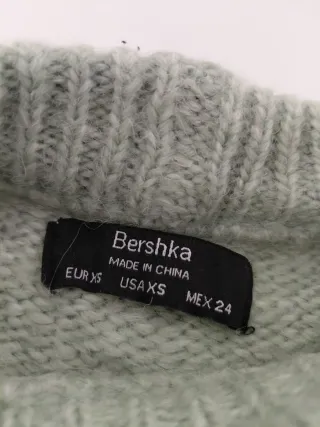 Bershka
MADE IN CHINA
EUR XS USA XS MEX 24